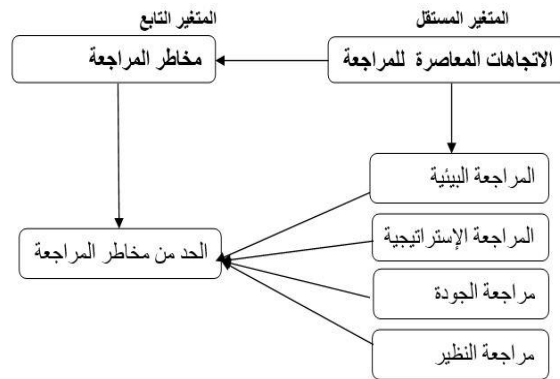 المتغير المستقل
المتغير التابع
الاتجاهات المعاصرة للمراجعة
مخاطر المراجعة
المراجعة البيئية
المراجعة الإستراتيجية
الحد من مخاطر المراجعة
مراجعة الجودة
مراجعة النظير